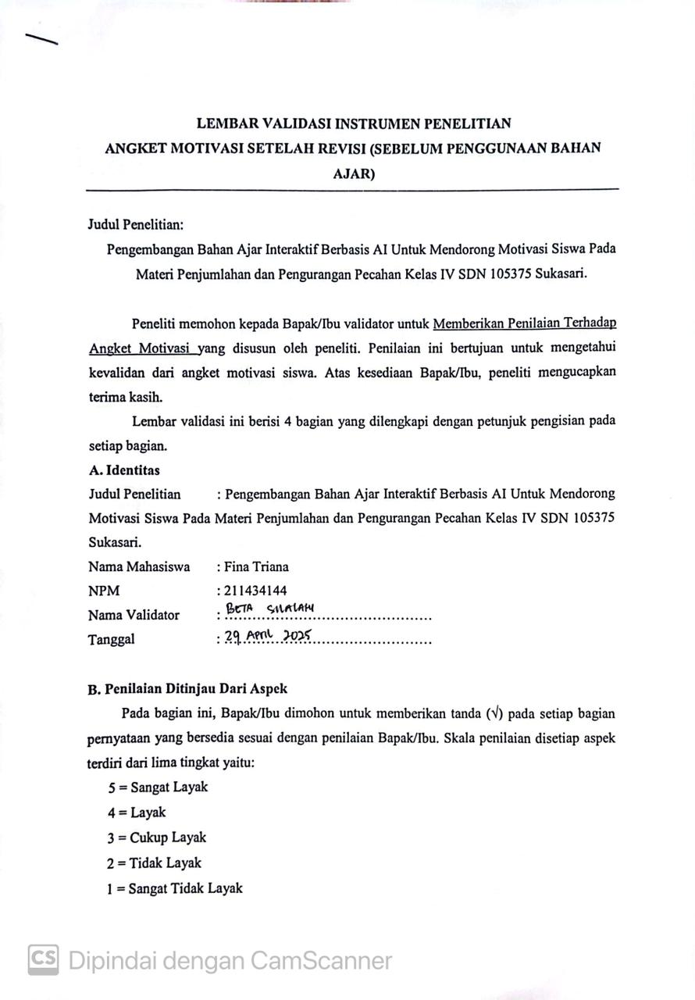 LEMBAR VALIDASI INSTRUMEN PENELITIAN
ANGKET MOTIVASI SETELAH REVISI (SEBELUM PENGGUNAAN BAHAN
AJAR)
Judul Penelitian:
Pengembangan Bahan Ajar Interaktif Berbasis AI Untuk Mendorong Motivasi Siswa Pada
Materi Penjumlahan dan Pengurangan Pecahan Kelas IV SDN 105375 Sukasari.
Peneliti memohon kepada Bapak/Ibu validator untuk Memberikan Penilaian Terhadap
Angket Motivasi yang disusun oleh peneliti. Penilaian ini bertujuan untuk mengetahui
kevalidan dari angket motivasi siswa. Atas kesediaan Bapak/Ibu, peneliti mengucapkan
terima kasih.
Lembar validasi ini berisi 4 bagian yang dilengkapi dengan petunjuk pengisian pada
setiap bagian.
A. Identitas
Judul Penelitian : Pengembangan Bahan Ajar Interaktif Berbasis AI Untuk Mendorong
Motivasi Siswa Pada Materi Penjumlahan dan Pengurangan Pecahan Kelas IV SDN 105375
Sukasari.
Nama Mahasiswa : Fina Triana
NPM : 211434144
Nama Validator : BETA SILALAHI
Tanggal : 29 April 2025
B. Penilaian Ditinjau Dari Aspek
Pada bagian ini, Bapak/Ibu dimohon untuk memberikan tanda (√) pada setiap bagian
pernyataan yang bersedia sesuai dengan penilaian Bapak/Ibu. Skala penilaian disetiap aspek
terdiri dari lima tingkat yaitu:
5 = Sangat Layak
4 = Layak
3 = Cukup Layak
2 = Tidak Layak
1 = Sangat Tidak Layak
CS Dipindai dengan CamScanner